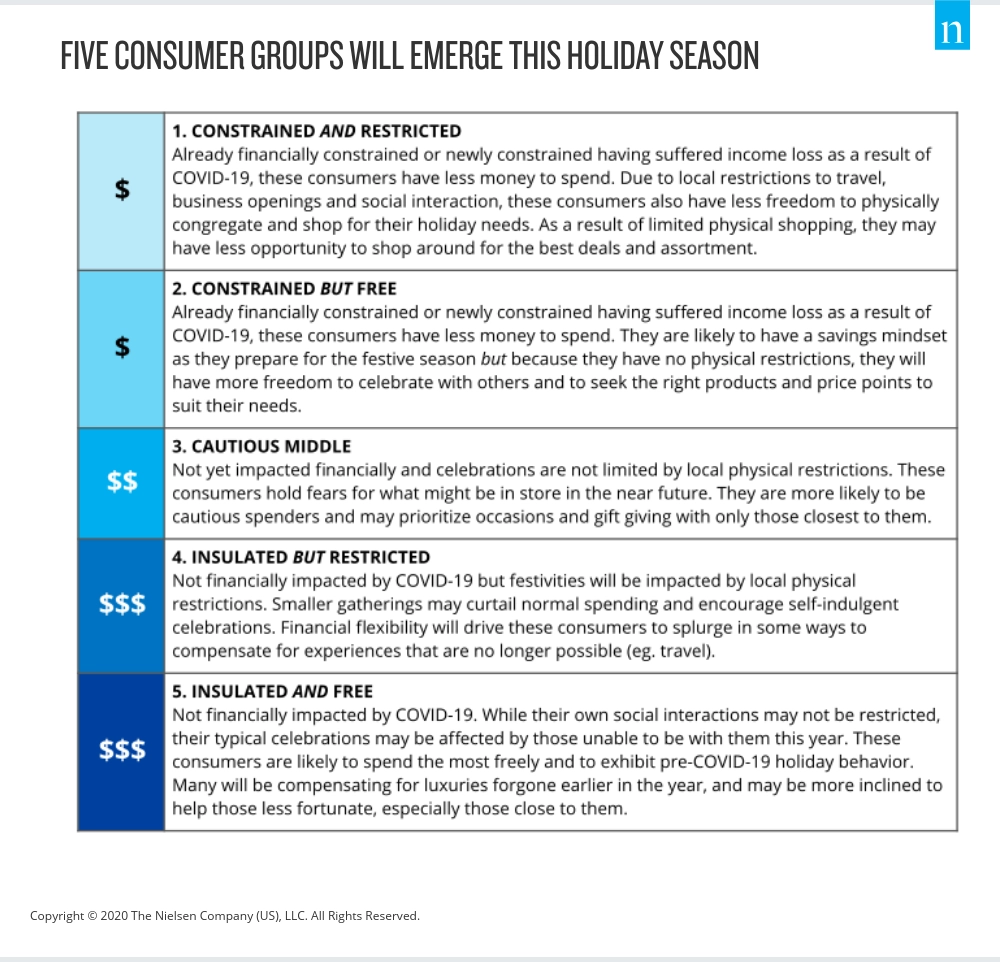 n
FIVE CONSUMER GROUPS WILL EMERGE THIS HOLIDAY SEASON
$
1. CONSTRAINED AND RESTRICTED
Already financially constrained or newly constrained having suffered income loss as a result of
COVID-19, these consumers have less money to spend. Due to local restrictions to travel,
business openings and social interaction, these consumers also have less freedom to physically
congregate and shop for their holiday needs. As a result of limited physical shopping, they may
have less opportunity to shop around for the best deals and assortment.
$
2. CONSTRAINED BUT FREE
Already financially constrained or newly constrained having suffered income loss as a result of
COVID-19, these consumers have less money to spend. They are likely to have a savings mindset
as they prepare for the festive season but because they have no physical restrictions, they will
have more freedom to celebrate with others and to seek the right products and price points to
suit their needs.
$$
3. CAUTIOUS MIDDLE
Not yet impacted financially and celebrations are not limited by local physical restrictions. These
consumers hold fears for what might be in store in the near future. They are more likely to be
cautious spenders and may prioritize occasions and gift giving with only those closest to them.
$$$
4. INSULATED BUT RESTRICTED
Not financially impacted by COVID-19 but festivities will be impacted by local physical
restrictions. Smaller gatherings may curtail normal spending and encourage self-indulgent
celebrations. Financial flexibility will drive these consumers to splurge in some ways to
compensate for experiences that are no longer possible (eg. travel).
$$$
5. INSULATED AND FREE
Not financially impacted by COVID-19. While their own social interactions may not be restricted,
their typical celebrations may be affected by those unable to be with them this year. These
consumers are likely to spend the most freely and to exhibit pre-COVID-19 holiday behavior.
Many will be compensating for luxuries forgone earlier in the year, and may be more inclined to
help those less fortunate, especially those close to them.
Copyright © 2020 The Nielsen Company (US), LLC. All Rights Reserved.